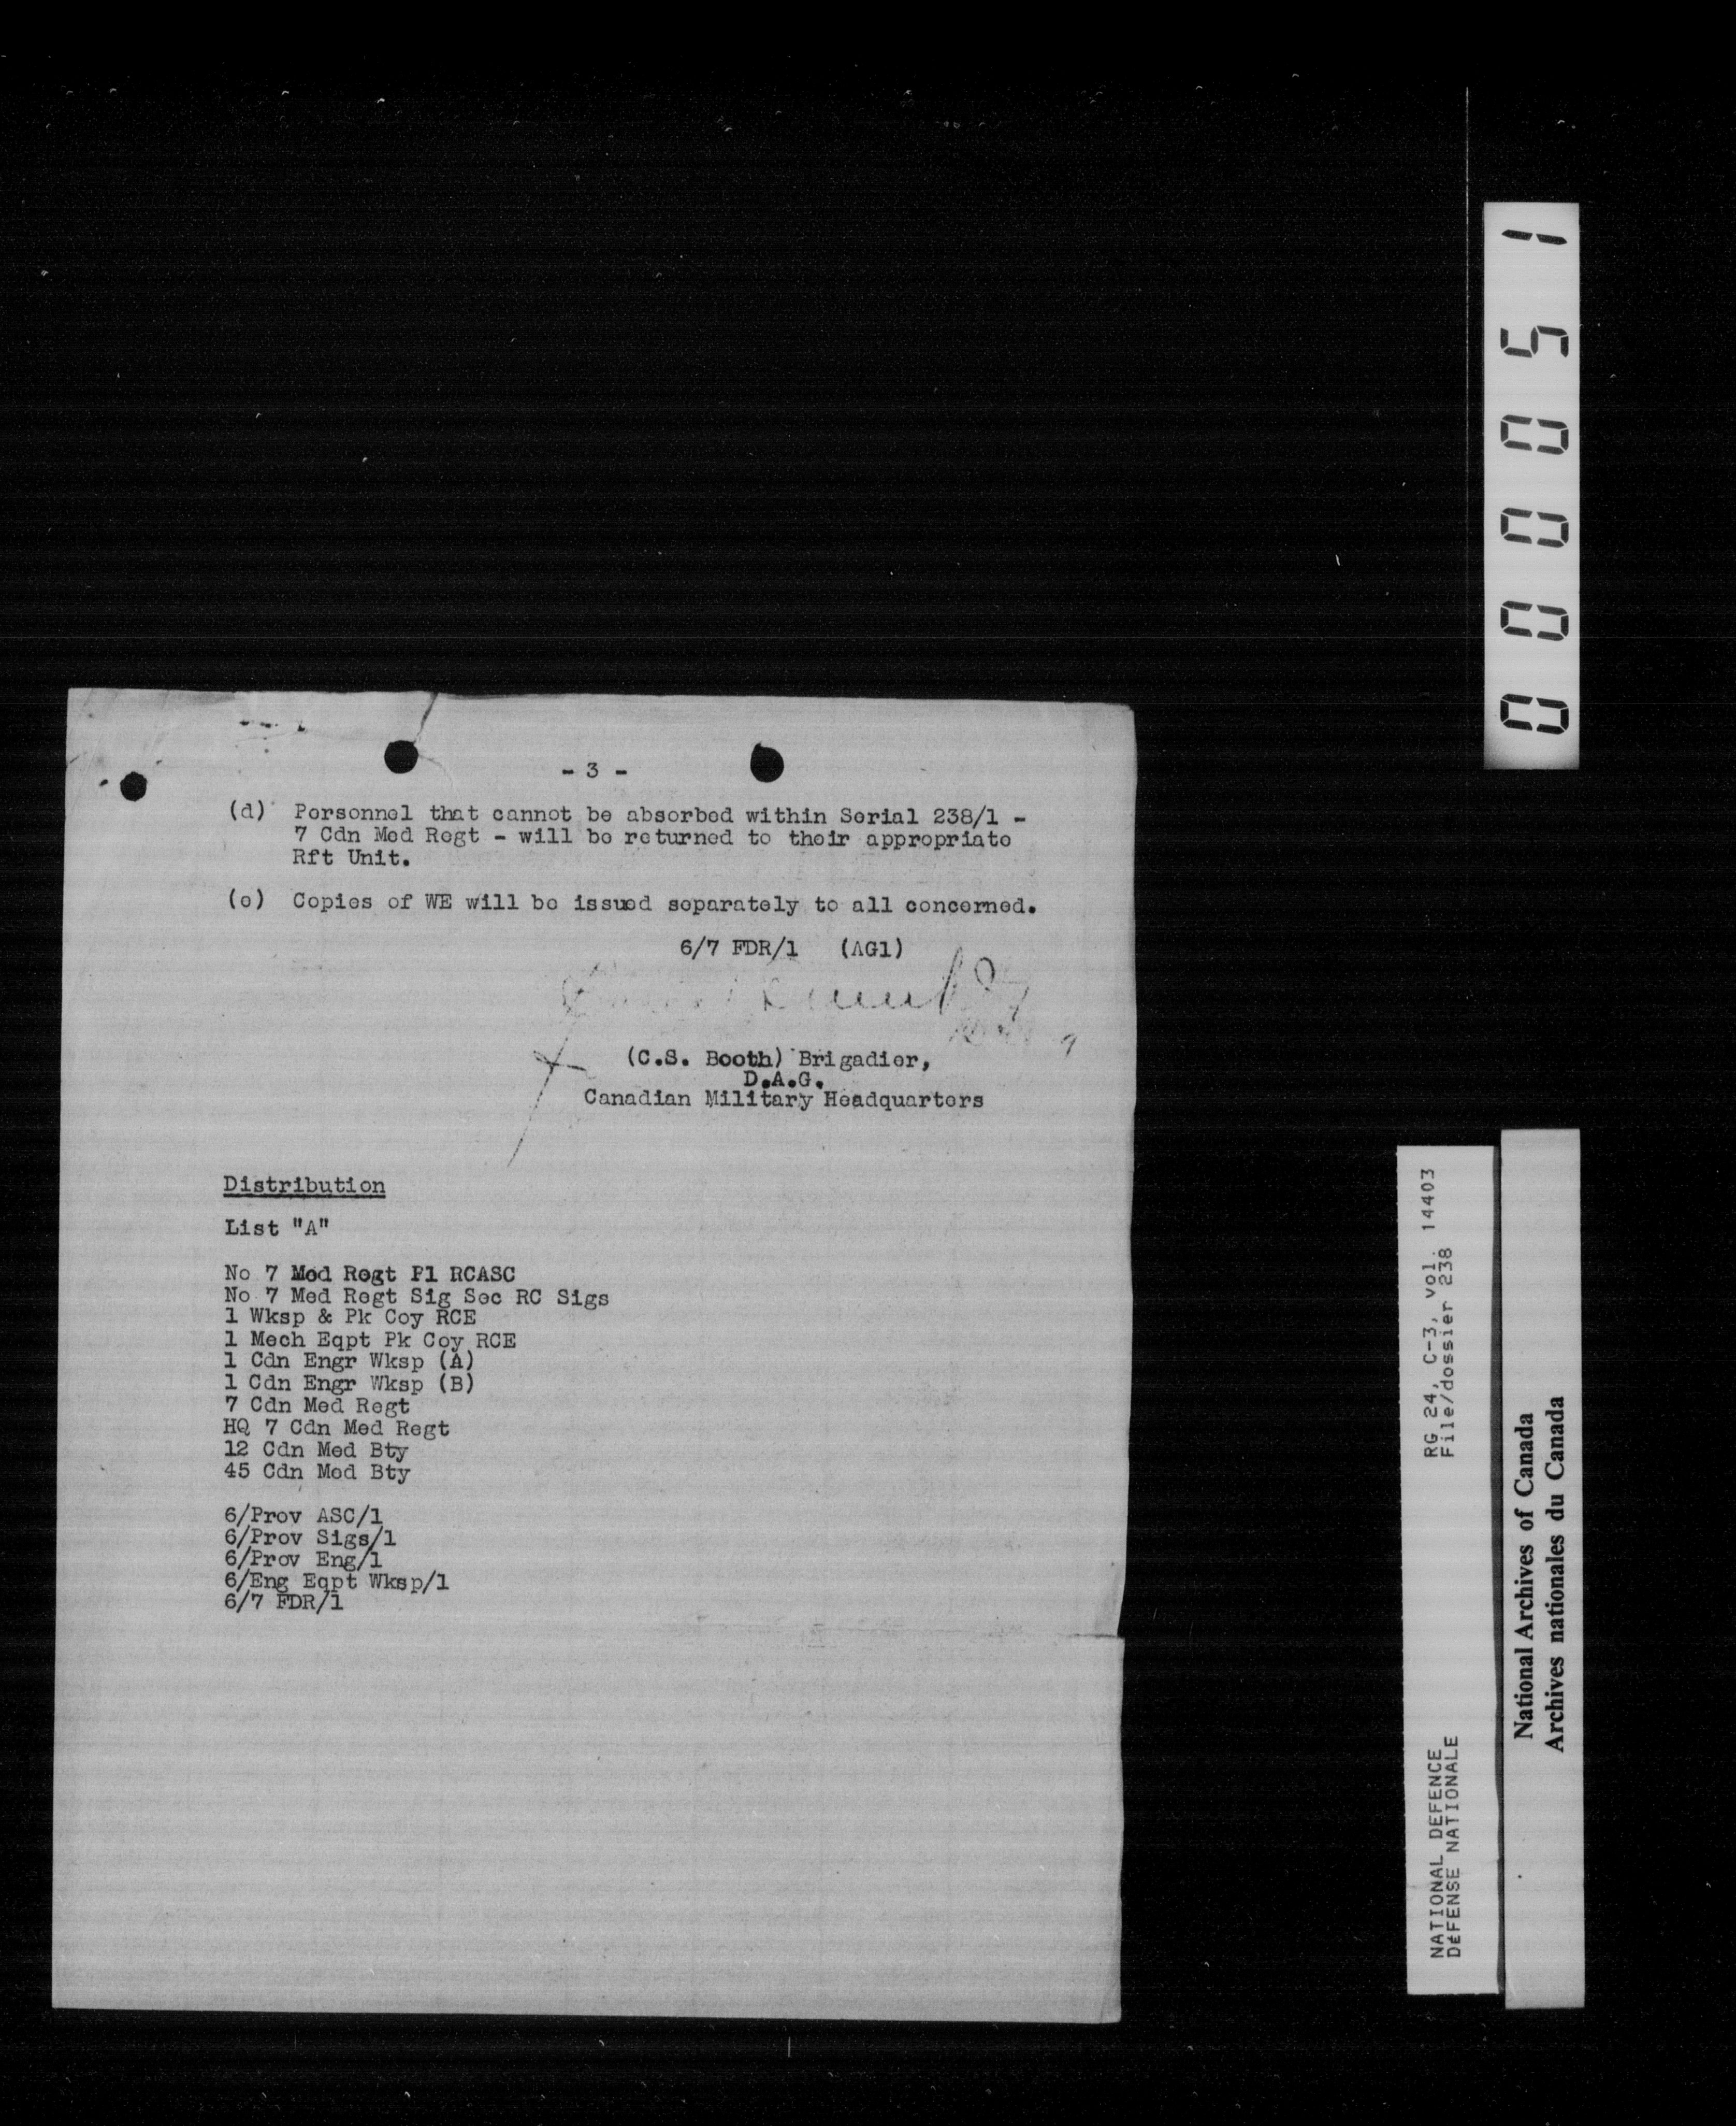 - 3 -
(d) Personnel that cannot be absorbed within Serial 238/1 -
7 Cdn Med Regt - will be returned to their appropriate
Rft Unit.
(e) Copies of WE will be issued separately to all concerned.
6/7 FDR/1 (AG1)
(C.S. Booth) Brigadier,
D.A.G.
Canadian Military Headquarters
Distribution
List "A"
No 7 Med Regt Pl RCASC
No 7 Med Regt Sig Sec RC Sigs
1 Wksp & Pk Coy RCE
1 Mech Eqpt Pk Coy RCE
1 Cdn Engr Wksp (A)
1 Cdn Engr Wksp (B)
7 Cdn Med Regt
HQ 7 Cdn Med Regt
12 Cdn Med Bty
45 Cdn Med Bty
6/Prov ASC/1
6/Prov Sigs/1
6/Prov Eng/1
6/Eng Eqpt Wksp/1
6/7 FDR/1
000051
NATIONAL DEFENCE RG 24, C-3, vol. 14403
DÉFENSE NATIONALE File/dossier 238
National Archives of Canada
Archives nationales du Canada